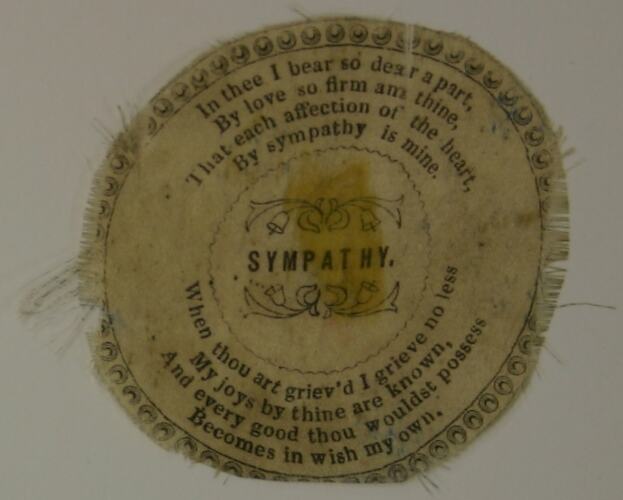 In thee I bear so dear a part,
By love so firm am thine,
That each affection of the heart,
By sympathy is mine.
SYMPATHY.
When thou art griev'd I grieve no less
My joys by thine are known,
And every good thou wouldst possess
Becomes in wish my own.